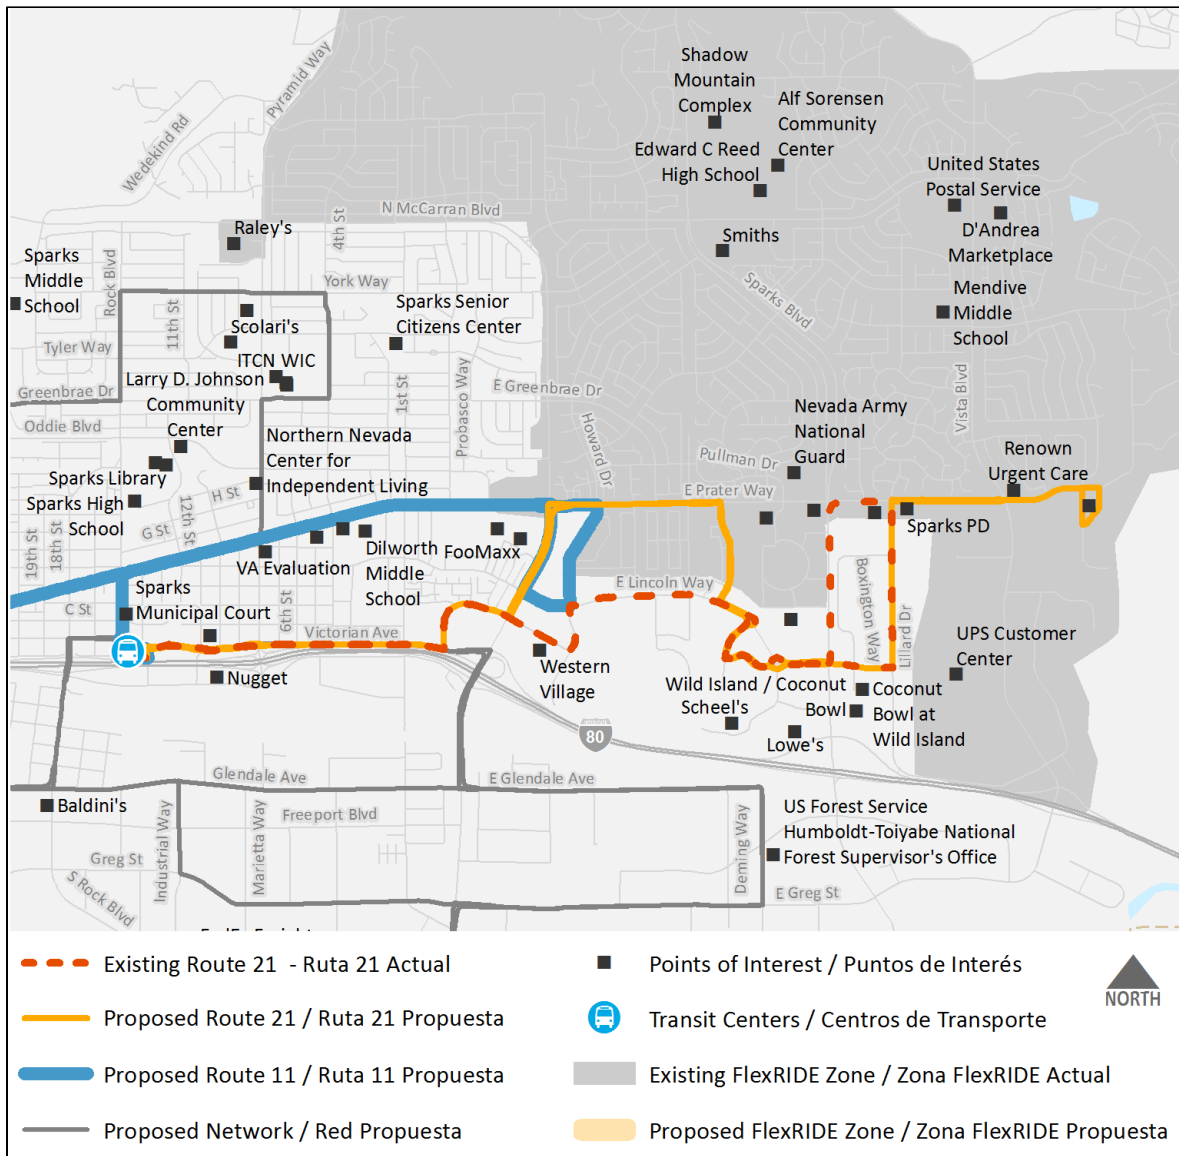 Shadow
Mountain
Complex
Alf Sorensen
Community
Center
Edward C Reed
High School
United States
Postal Service
D'Andrea
Marketplace
Pyramid Way
Wedekind Rd
N McCarran Blvd
Raley's
4th St
Smiths
Sparks
Middle
School
Rock Blvd
York Way
Sparks Blvd
Mendive
Middle
School
11th St
Scolari's
Sparks Senior
Citizens Center
Tyler Way
ITCN WIC
Larry D. Johnson
Community
Center
Greenbrae Dr
E Greenbrae Dr
1st St
Probasco Way
Vista Blvd
Oddie Blvd
Howard Dr
Nevada Army
National
Guard
Northern Nevada
Center for
Independent Living
Pullman Dr
Renown
Urgent Care
Sparks Library
Sparks High
School
H St
E Prater Way
12th St
G St
Sparks PD
19th St
18th St
VA Evaluation
Dilworth
Middle
School
FooMaxx
E Lincoln Way
Boxington Way
Lillard Dr
Sparks
Municipal Court
C St
6th St
Victorian Ave
UPS Customer
Center
Nugget
Western
Village
Wild Island / Coconut
Bowl
Scheel's
Coconut
Bowl at
Wild Island
Lowe's
80
Glendale Ave
E Glendale Ave
Baldini's
Industrial Way
Marietta Way
Freeport Blvd
Deming Way
US Forest Service
Humboldt-Toiyabe National
Forest Supervisor's Office
Greg St
S Rock Blvd
E Greg St
Existing Route 21 - Ruta 21 Actual
Points of Interest / Puntos de Interés
NORTH
Proposed Route 21 / Ruta 21 Propuesta
Transit Centers / Centros de Transporte
Proposed Route 11 / Ruta 11 Propuesta
Existing FlexRIDE Zone / Zona FlexRIDE Actual
Proposed Network / Red Propuesta
Proposed FlexRIDE Zone / Zona FlexRIDE Propuesta